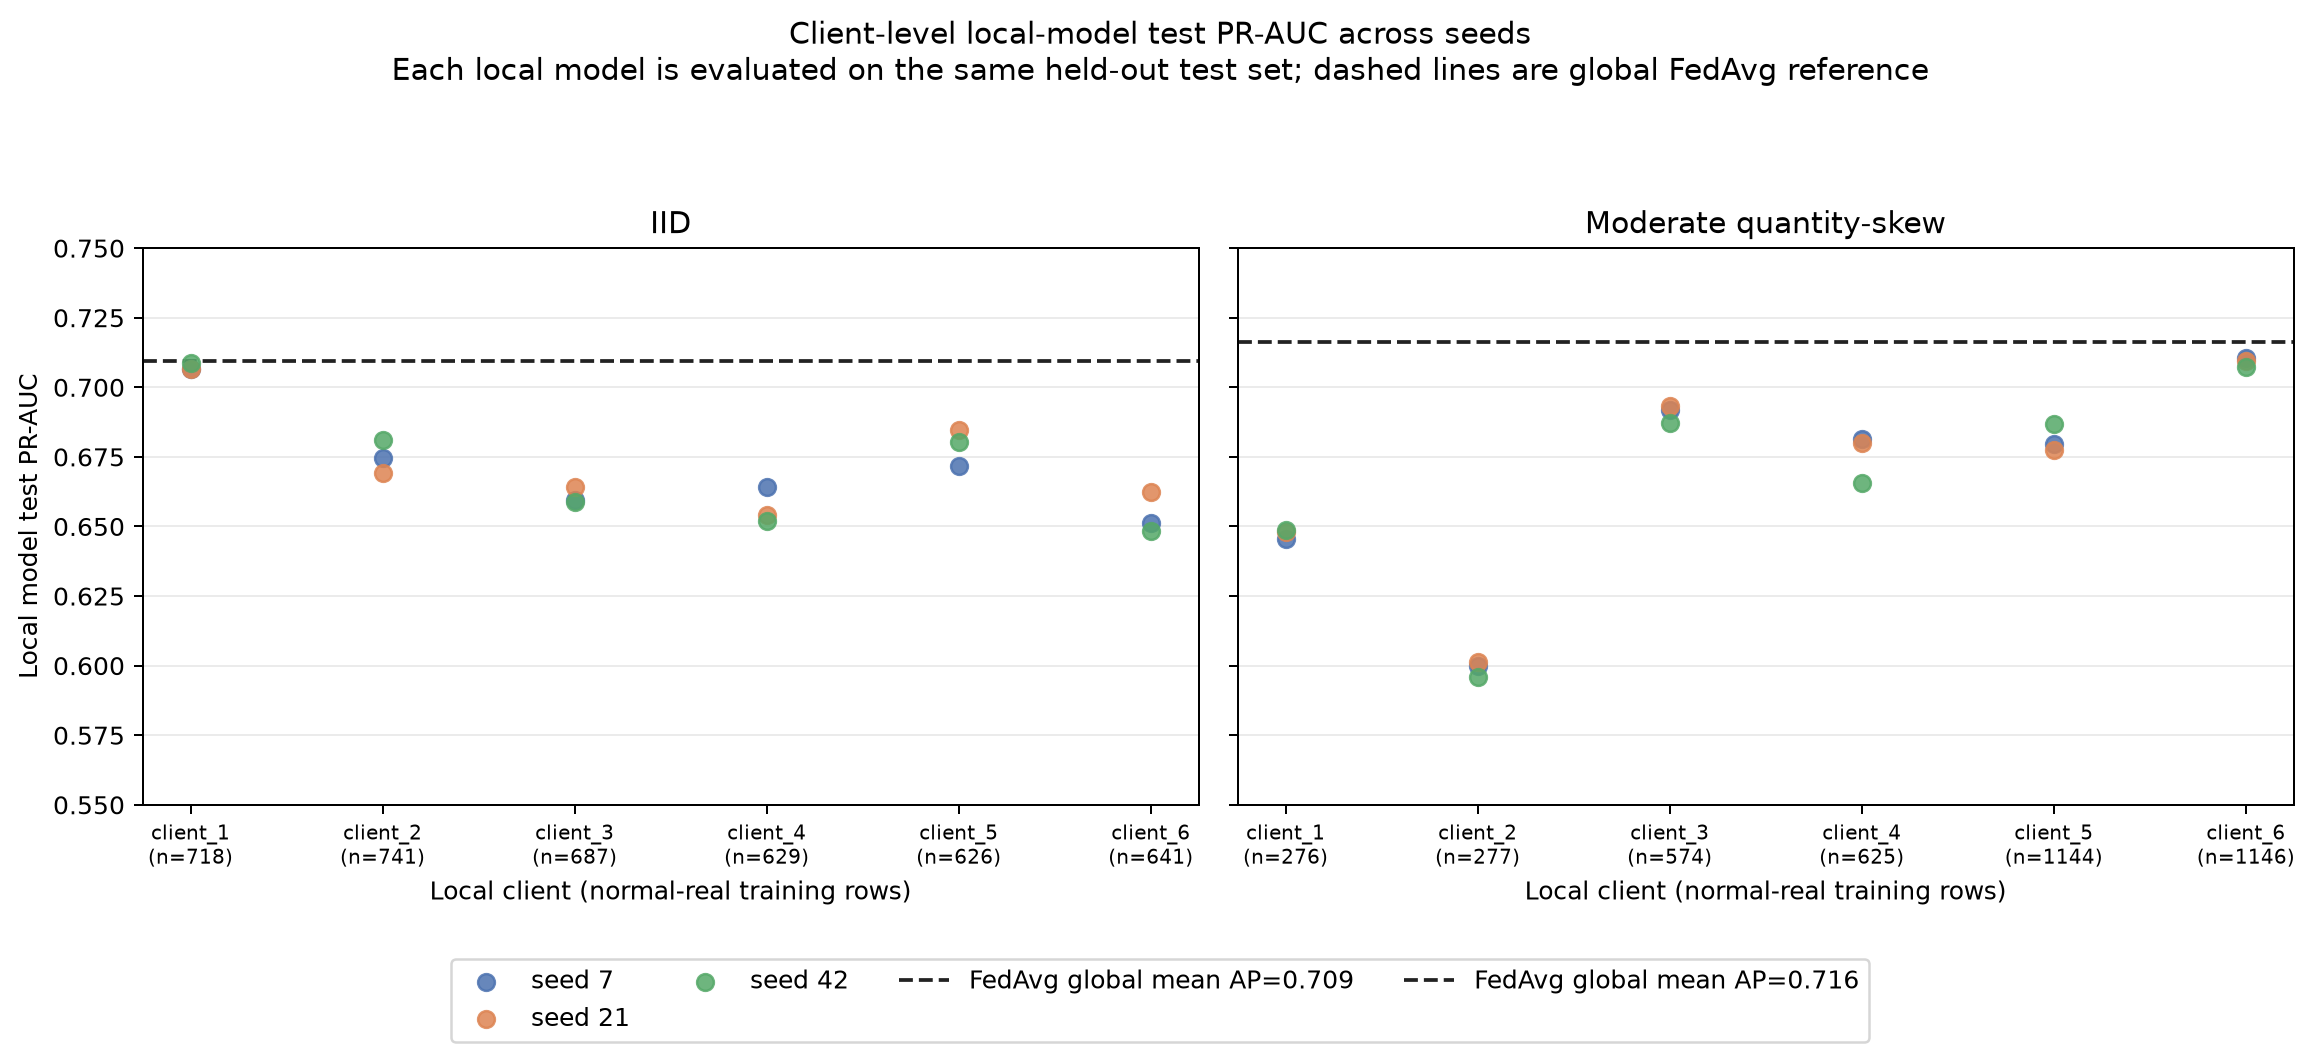 Client-level local-model test PR-AUC across seeds
Each local model is evaluated on the same held-out test set; dashed lines are global FedAvg reference
IID
Moderate quantity-skew
Local model test PR-AUC
0.750
0.725
0.700
0.675
0.650
0.625
0.600
0.575
0.550
client_1 client_2 client_3 client_4 client_5 client_6
(n=718) (n=741) (n=687) (n=629) (n=626) (n=641)
Local client (normal-real training rows)
client_1 client_2 client_3 client_4 client_5 client_6
(n=276) (n=277) (n=574) (n=625) (n=1144) (n=1146)
Local client (normal-real training rows)
seed 7 seed 42 FedAvg global mean AP=0.709 FedAvg global mean AP=0.716
seed 21